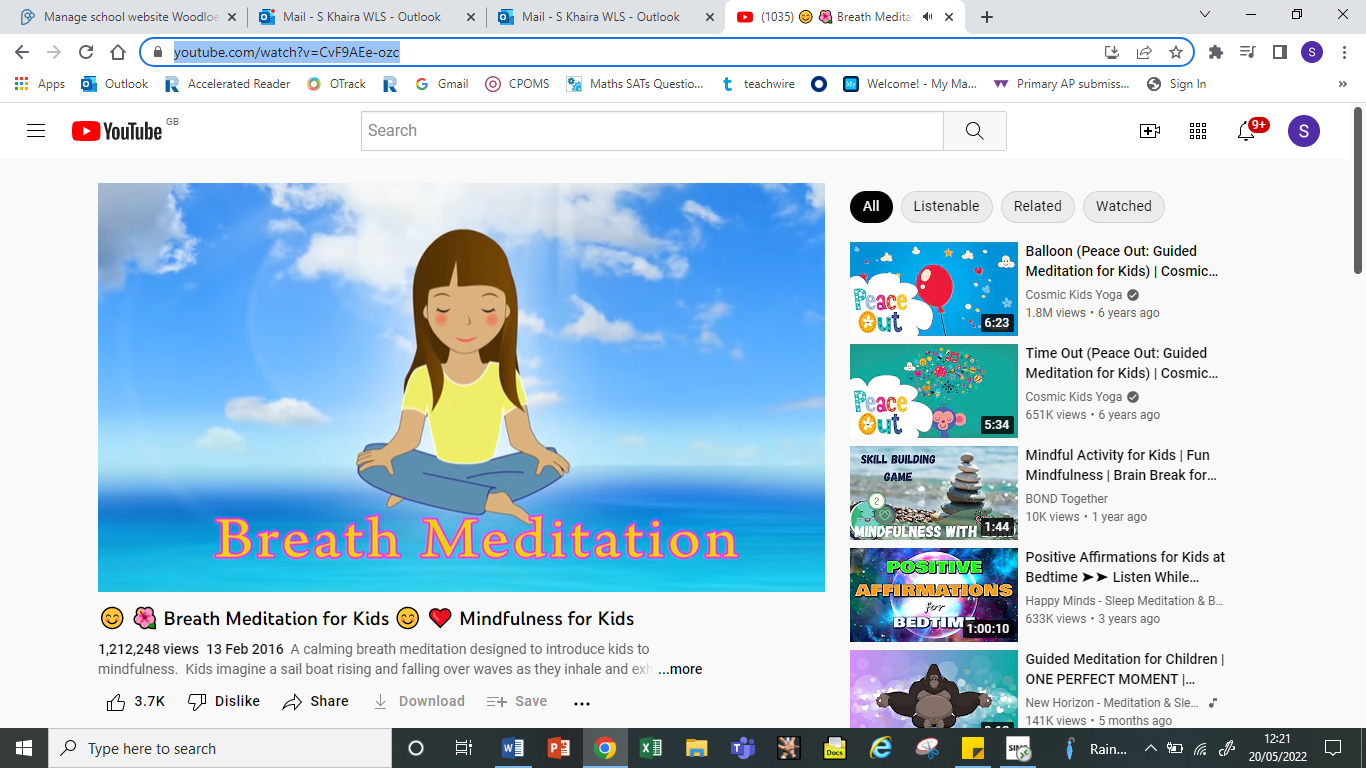 Manage school website Woodloe
Mail - S Khaira WLS - Outlook
Mail - S Khaira WLS - Outlook
(1035) 😊 🌺 Breath Medita
youtube.com/watch?v=CvF9AEe-ozc
S
Apps
Outlook
Accelerated Reader
OTrack
Gmail
CPOMS
Maths SATs Questio...
teachwire
Welcome! - My Ma...
Primary AP submiss...
Sign In
»
YouTube GB
Search
9+
S
Breath Meditation
😊 🌺 Breath Meditation for Kids 😊 ❤️ Mindfulness for Kids
1,212,248 views 13 Feb 2016 A calming breath meditation designed to introduce kids to
mindfulness. Kids imagine a sail boat rising and falling over waves as they inhale and exh ...more
3.7K
Dislike
Share
Download
Save
...
All
Listenable
Related
Watched
Peace
Out
6:23
Balloon (Peace Out: Guided
Meditation for Kids) | Cosmic...
Cosmic Kids Yoga
1.8M views • 6 years ago
Peace
Out
5:34
Time Out (Peace Out: Guided
Meditation for Kids) | Cosmic...
Cosmic Kids Yoga
651K views • 6 years ago
SKILL BUILDING
GAME
2
MINDFULNESS WITH
1:44
Mindful Activity for Kids | Fun
Mindfulness | Brain Break for...
BOND Together
10K views • 1 year ago
POSITIVE
AFFIRMATIONS
for
BEDTIME
1:00:10
Positive Affirmations for Kids at
Bedtime ➤➤ Listen While...
Happy Minds - Sleep Meditation & B...
633K views • 3 years ago
Guided Meditation for Children |
ONE PERFECT MOMENT |...
New Horizon - Meditation & Sle...
141K views • 5 months ago
Type here to search
Docs
SIMS
Rain...
12:21
20/05/2022